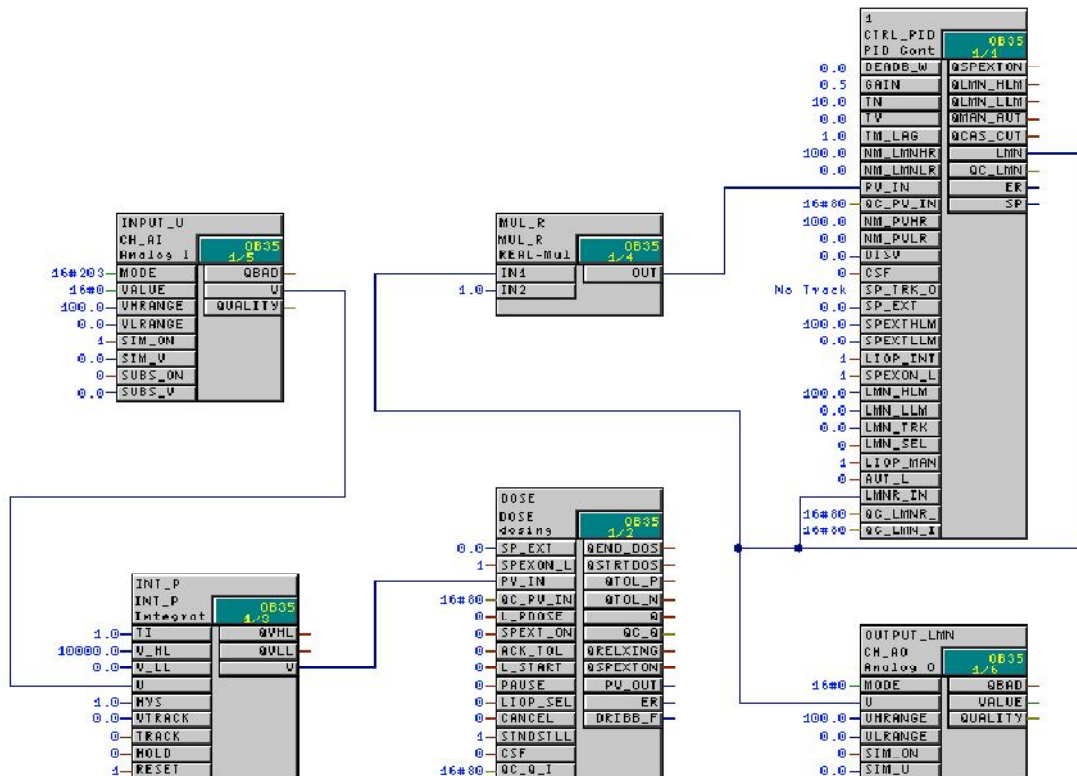 1
CTRL_PID
PID Cont
OB35
1/1
0.0 DEADB_W QSPEXTON
0.5 GAIN QLMN_HLM
10.0 TN QLMN_LLM
0.0 TV QMAN_AUT
1.0 TM_LAG QCAS_CUT
100.0 NM_LMNHR LMN
0.0 NM_LMNLR QC_LMN
PV_IN ER
16#80 QC_PV_IN SP
100.0 NM_PVHR
0.0 NM_PVLR
0.0 DISV
0 CSF
No Track SP_TRK_O
0.0 SP_EXT
100.0 SPEXTHLM
0.0 SPEXTLLM
1 LIOP_INT
1 SPEXON_L
100.0 LMN_HLM
0.0 LMN_LLM
0.0 LMN_TRK
0 LMN_SEL
1 LIOP_MAN
0 AUT_L
LMNR_IN
16#80 QC_LMNR_
16#80 QC_LMN_I
INPUT_U
CH_AI
Analog I
OB35
1/5
16#203 MODE QBAD
16#0 VALUE V
100.0 VHRANGE QUALITY
0.0 VLRANGE
1 SIM_ON
0.0 SIM_V
0 SUBS_ON
0.0 SUBS_V
MUL_R
MUL_R
REAL-Mul
OB35
1/4
IN1 OUT
1.0 IN2
INT_P
INT_P
Integrat
OB35
1/3
1.0 TI QVHL
10000.0 V_HL QVLL
0.0 V_LL V
U
1.0 HYS
0.0 VTRACK
0 TRACK
0 HOLD
1 RESET
DOSE
DOSE
dosing
OB35
1/2
0.0 SP_EXT QEND_DOS
1 SPEXON_L QSTRTDOS
PV_IN QTOL_P
16#80 QC_PV_IN QTOL_N
0 L_PDOSE Q
0 SPEXT_ON QC_Q
0 ACK_TOL QRELXING
0 L_START QSPEXTON
0 PAUSE PV_OUT
0 LIOP_SEL ER
0 CANCEL DRIBB_F
1 STNDSTLL
0 CSF
16#80 QC_Q_I
OUTPUT_LMN
CH_AO
Analog O
OB35
1/6
16#0 MODE QBAD
U VALUE
100.0 UHRANGE QUALITY
0.0 ULRANGE
0 SIM_ON
0.0 SIM_U